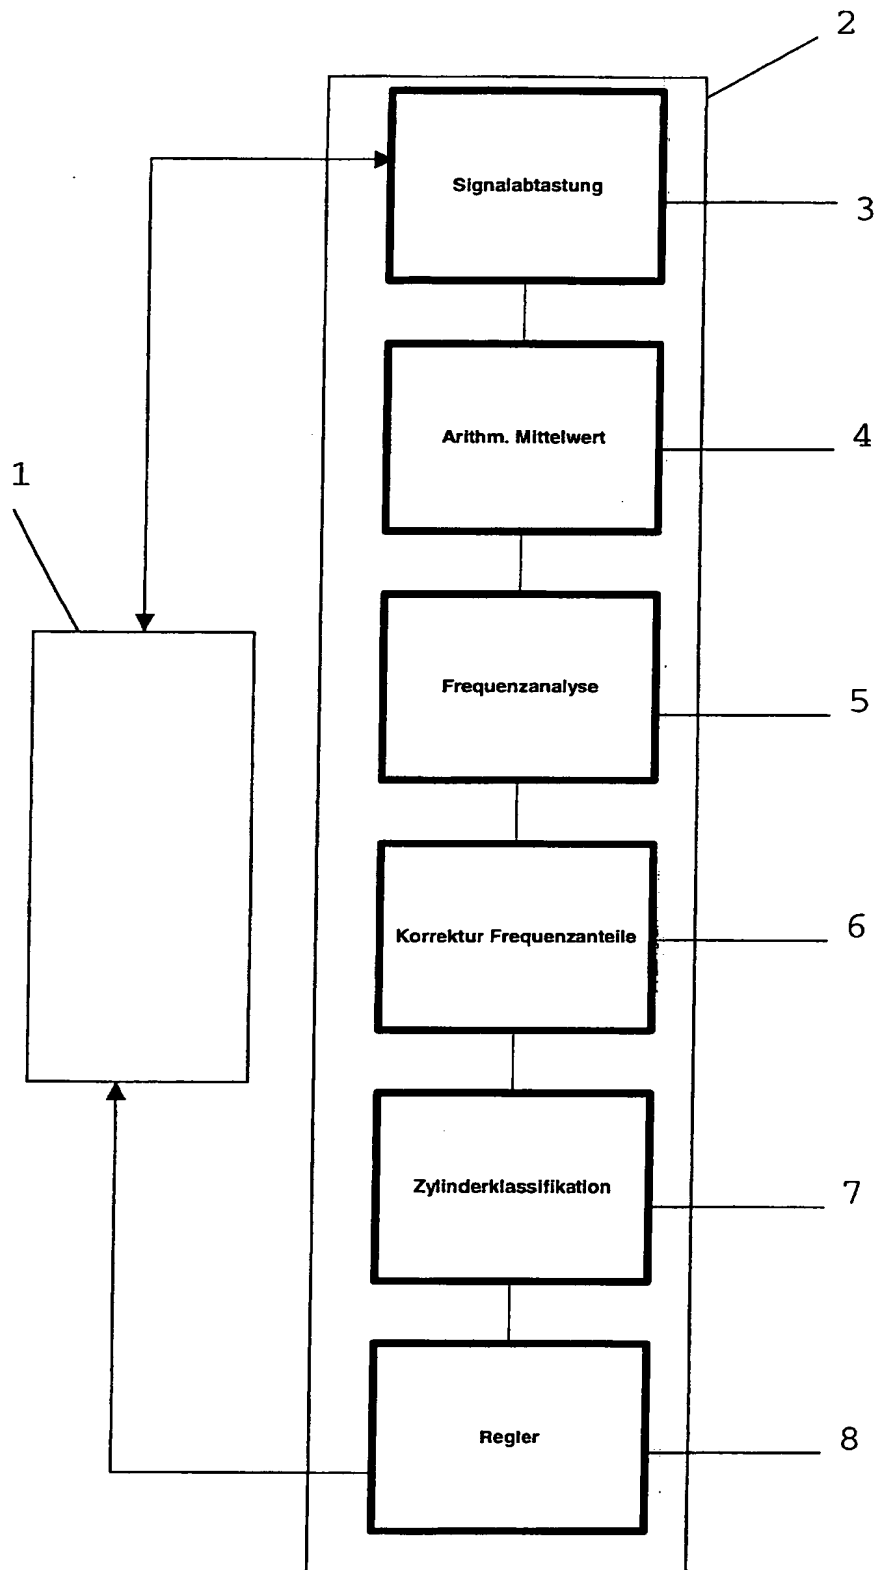 2
Signalabtastung
3
Arithm. Mittelwert
4
1
Frequenzanalyse
5
Korrektur Frequenzanteile
6
Zylinderklassifikation
7
Regler
8